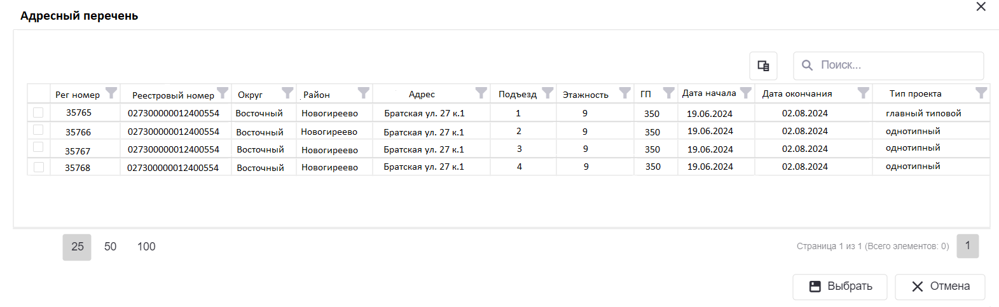 Адресный перечень
Поиск...
Рег номер Реестровый номер Округ Район Адрес Подъезд Этажность ГП Дата начала Дата окончания Тип проекта
35765 027300000012400554 Восточный Новогиреево Братская ул. 27 к.1 1 9 350 19.06.2024 02.08.2024 главный типовой
35766 027300000012400554 Восточный Новогиреево Братская ул. 27 к.1 2 9 350 19.06.2024 02.08.2024 однотипный
35767 027300000012400554 Восточный Новогиреево Братская ул. 27 к.1 3 9 350 19.06.2024 02.08.2024 однотипный
35768 027300000012400554 Восточный Новогиреево Братская ул. 27 к.1 4 9 350 19.06.2024 02.08.2024 однотипный
25 50 100 Страница 1 из 1 (Всего элементов: 0) 1
Выбрать Отмена